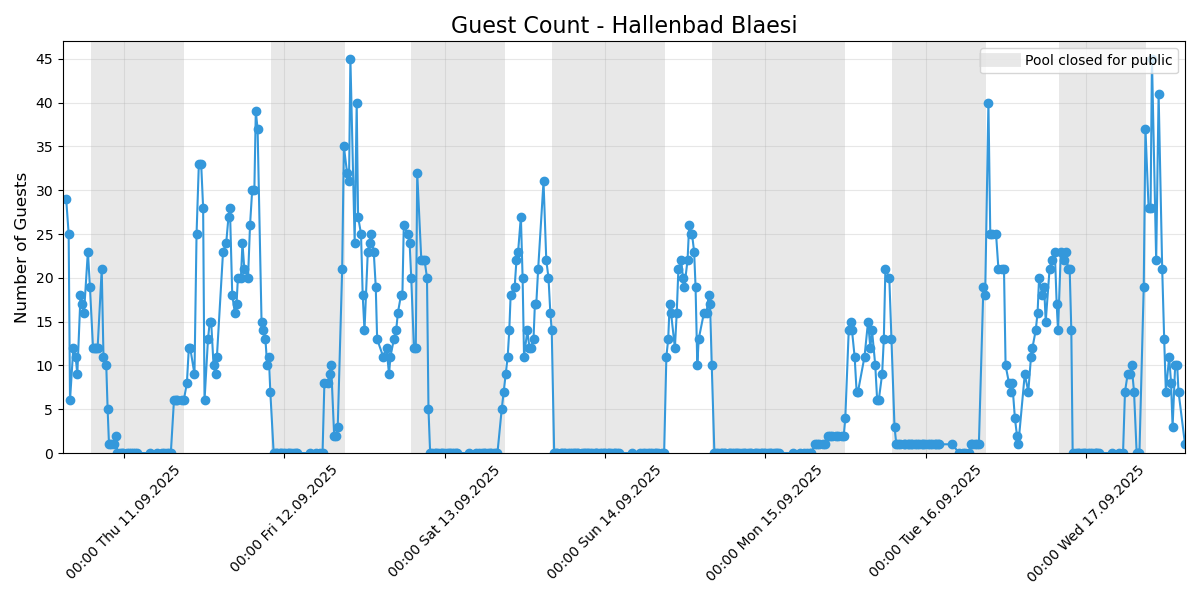 Guest Count - Hallenbad Blaesi
Pool closed for public
Number of Guests
45
40
35
30
25
20
15
10
5
0
00:00 Thu 11.09.2025
00:00 Fri 12.09.2025
00:00 Sat 13.09.2025
00:00 Sun 14.09.2025
00:00 Mon 15.09.2025
00:00 Tue 16.09.2025
00:00 Wed 17.09.2025